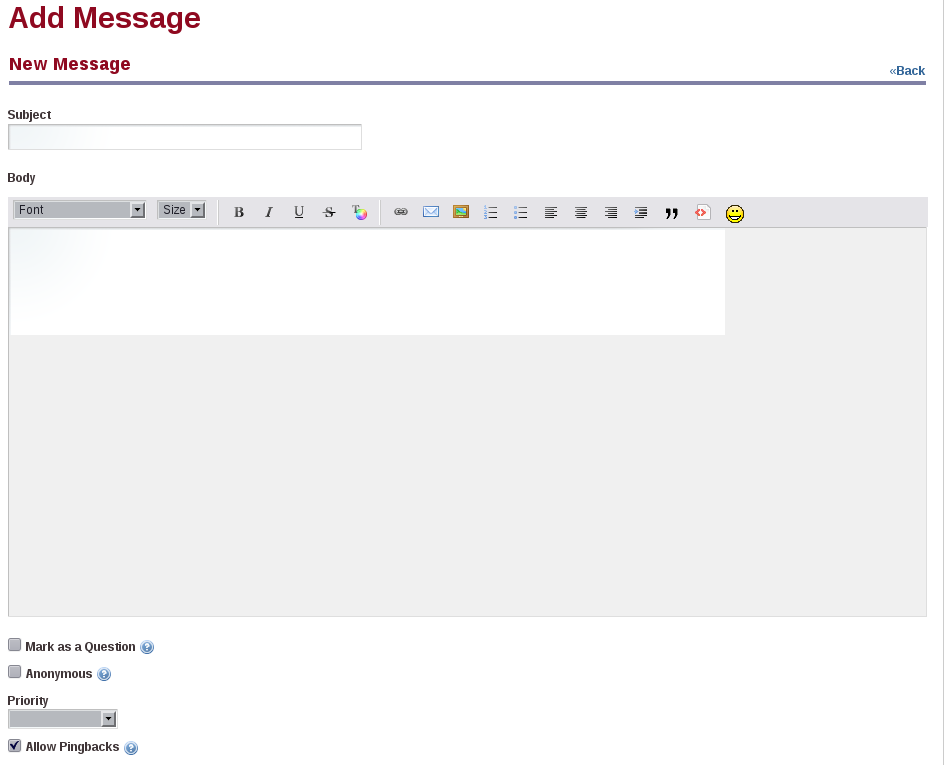 Add Message
New Message
«Back
Subject
Body
Font Size B I U S T
Mark as a Question ?
Anonymous ?
Priority
Allow Pingbacks ?